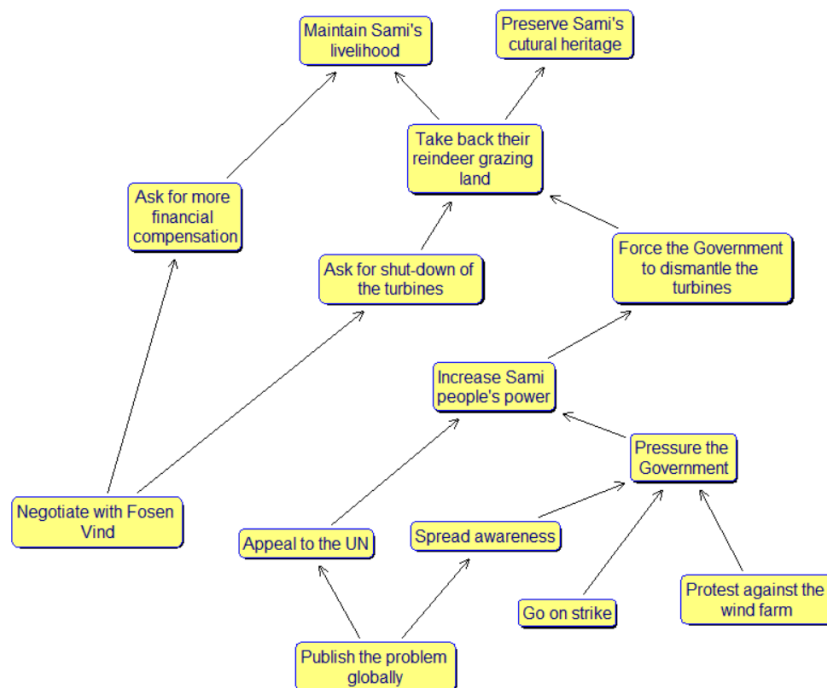 Maintain Sami's
livelihood
Preserve Sami's
cutural heritage
Take back their
reindeer grazing
land
Ask for more
financial
compensation
Ask for shut-down of
the turbines
Force the Government
to dismantle the
turbines
Increase Sami
people's power
Pressure the
Government
Negotiate with Fosen
Vind
Appeal to the UN
Spread awareness
Go on strike
Protest against the
wind farm
Publish the problem
globally